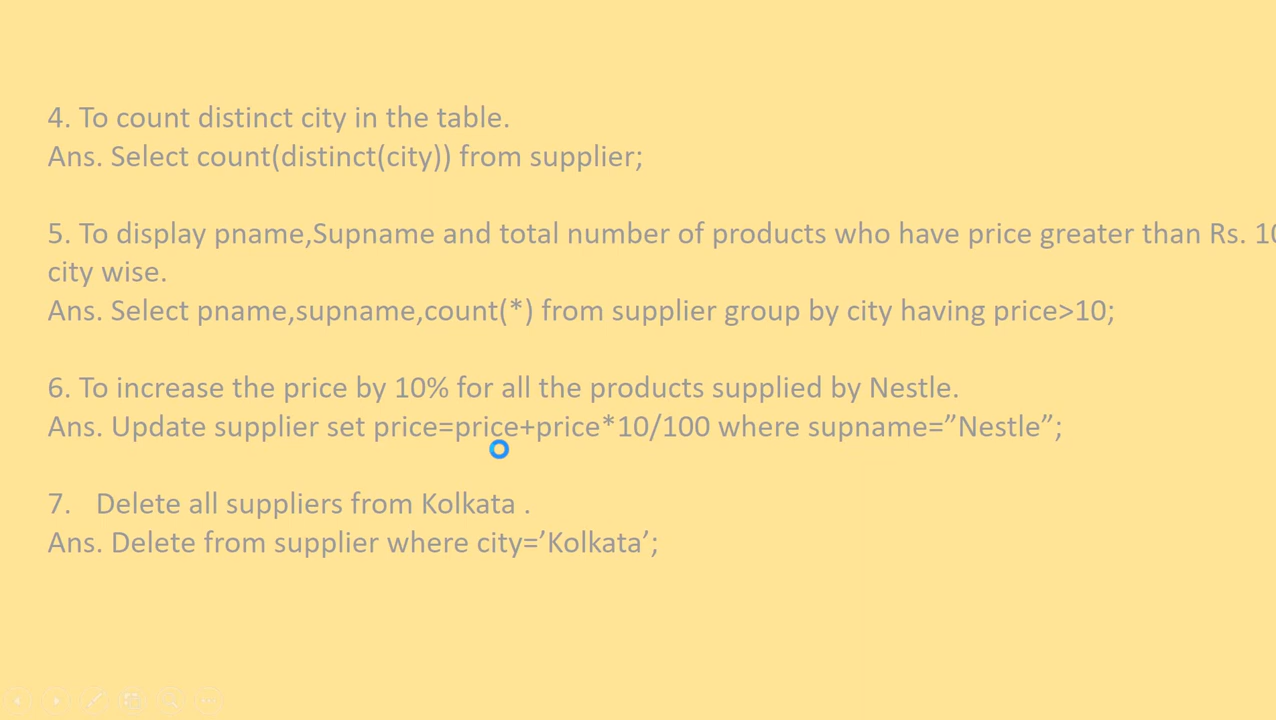 4. To count distinct city in the table.
Ans. Select count(distinct(city)) from supplier;
5. To display pname,Supname and total number of products who have price greater than Rs.
city wise.
Ans. Select pname,supname,count(*) from supplier group by city having price>10;
6. To increase the price by 10% for all the products supplied by Nestle.
Ans. Update supplier set price=price+price*10/100 where supname=”Nestle”;
7. Delete all suppliers from Kolkata .
Ans. Delete from supplier where city=’Kolkata’;